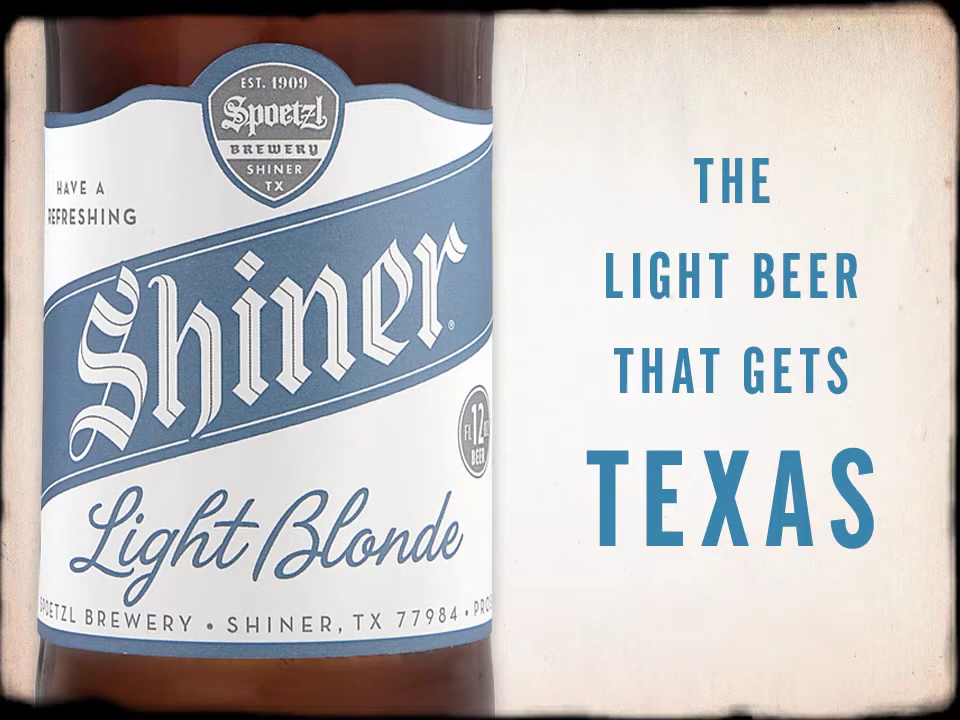 EST. 1909
Spoetzl
BREWERY
SHINER
TX
HAVE A
REFRESHING
Shiner®
FL 12 OZ
BEER
Light Blonde
SPOETZL BREWERY • SHINER, TX 77984 •
THE
LIGHT BEER
THAT GETS
TEXAS